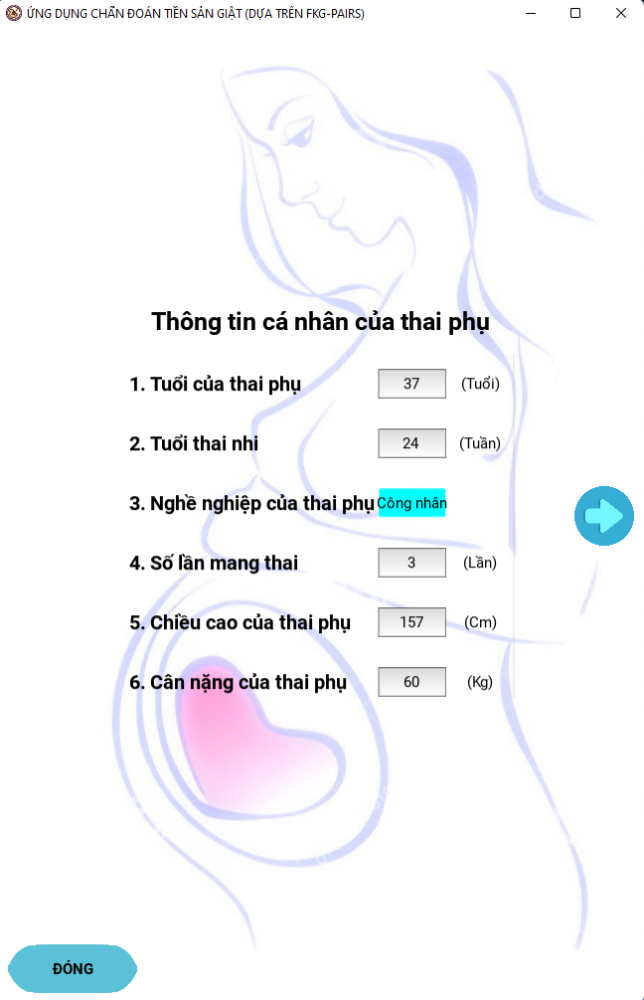 ỨNG DỤNG CHẨN ĐOÁN TIỀN SẢN GIẬT (DỰA TRÊN FKG-PAIRS)
Thông tin cá nhân của thai phụ
1. Tuổi của thai phụ 37 (Tuổi)
2. Tuổi thai nhi 24 (Tuần)
3. Nghề nghiệp của thai phụ Công nhân
4. Số lần mang thai 3 (Lần)
5. Chiều cao của thai phụ 157 (Cm)
6. Cân nặng của thai phụ 60 (Kg)
ĐÓNG